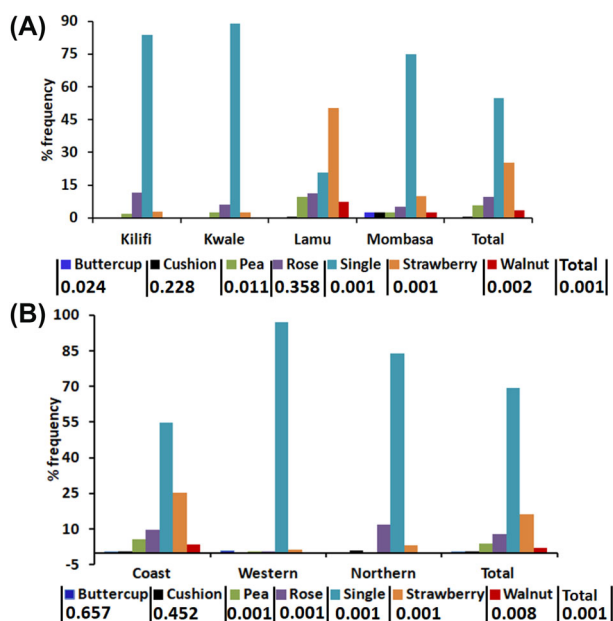 (A)
% frequency
90
75
60
45
30
15
0
Kilifi Kwale Lamu Mombasa Total
Buttercup Cushion Pea Rose Single Strawberry Walnut Total
0.024 0.228 0.011 0.358 0.001 0.001 0.002 0.001
(B)
% frequency
100
85
70
55
40
25
10
-5
Coast Western Northern Total
Buttercup Cushion Pea Rose Single Strawberry Walnut Total
0.657 0.452 0.001 0.001 0.001 0.001 0.008 0.001